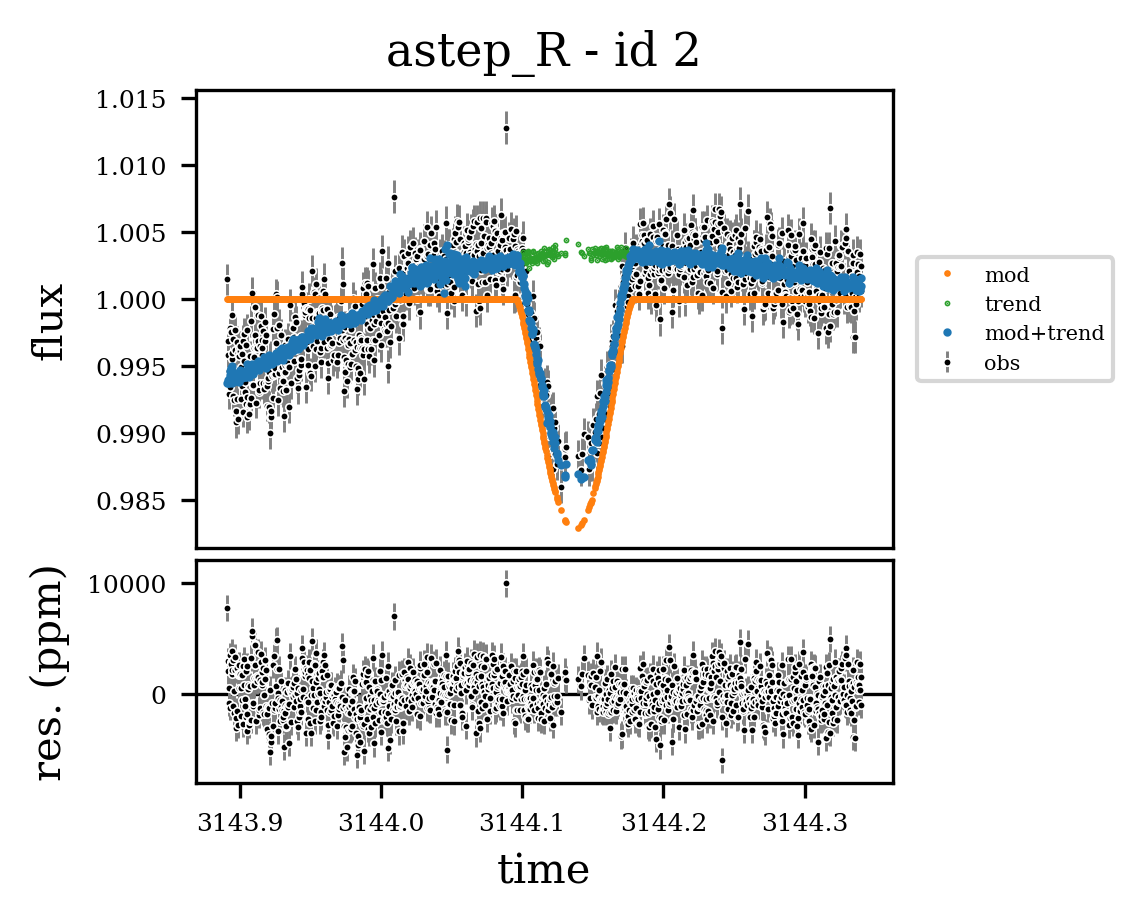 astep_R - id 2
flux
1.015
1.010
1.005
1.000
0.995
0.990
0.985
mod
trend
mod+trend
obs
res. (ppm)
10000
0
3143.9 3144.0 3144.1 3144.2 3144.3
time